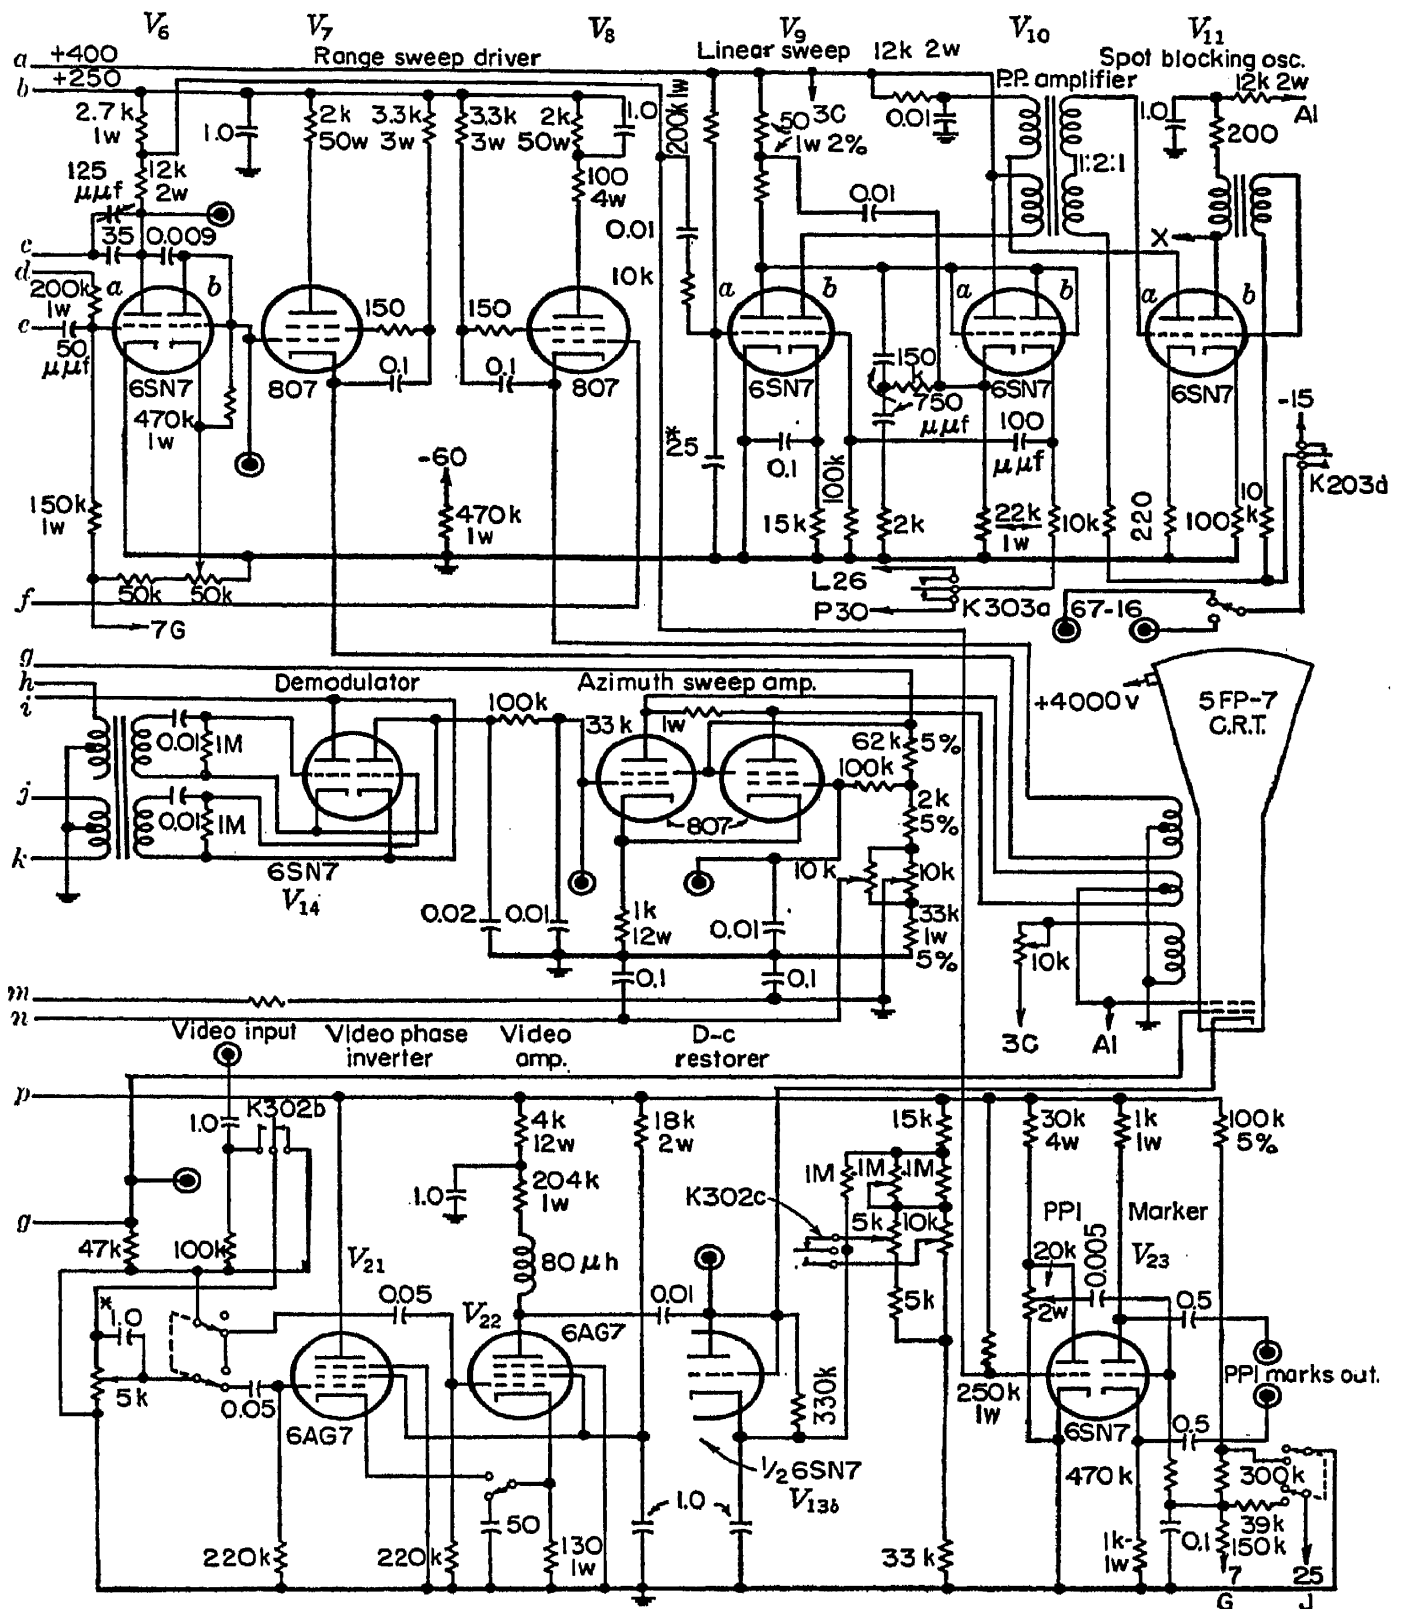 V6 V7 V8 V9 V10 V11
a +400 Range sweep driver Linear sweep 12k 2w Spot blocking osc.
b +250 P.P. amplifier 12k 2w
2.7k 1w
1.0
2k 50w
3.3k 3w
3.3k 3w
2k 50w
1.0
200k 1w
50
1w 2%
3C
0.01
1.0
200
A1
125 μμf
12k 2w
100 4w
1:2:1
c 35 0.009
0.01
0.01
X
d
200k 1w
a b
10k
a b
a b
a b
c
50 μμf
6SN7
150
0.1
807
150
0.1
807
6SN7
150 k
750 μμf
6SN7
6SN7
470k 1w
-60
*25
0.1
100 μμf
-15
K203d
150k 1w
470k 1w
15k
100k
2k
22k 1w
10k
220
100
10 k
50k 50k
L26
f
P30
K303a
67-16
7G
g
h
i
Demodulator
Azimuth sweep amp.
+4000v
5FP-7 C.R.T.
100k
33k 1w
62k 5%
0.01 1M
100k
2k 5%
j
0.01 1M
807
10k
10k
k
6SN7
V14
0.02 0.01
1k 12w
0.01
33k 1w 5%
10k
0.1
0.1
m
n
3C
A1
Video input
Video phase inverter
Video amp.
D-c restorer
p
1.0
K302b
4k 12w
18k 2w
15k
30k 4w
1k 1w
100k 5%
1.0
204k 1w
1M 1M 1M
K302c
g
47k
100k
5k 10k
PPI Marker
V21
80μh
20k 2w
0.005
V23
*1.0
0.05
V22
0.01
5k
0.5
6AG7
5k
0.05
6AG7
330k
250k 1w
PPI marks out.
6SN7
0.5
½6SN7
V13b
470k
300k
1.0
50
39k
220k
220k
130 1w
33k
1k-1w
0.1
150k
7 G
25 J